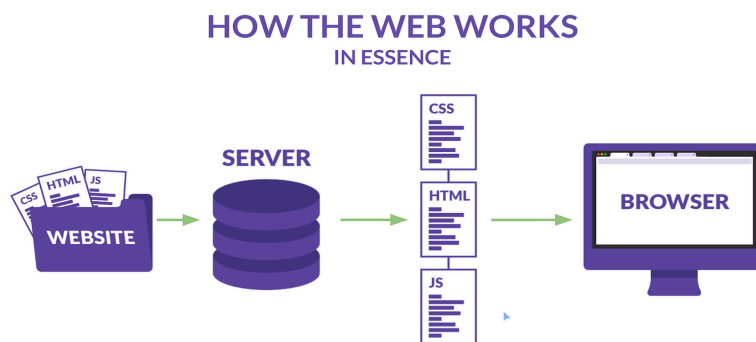 HOW THE WEB WORKS
IN ESSENCE
CSS
HTML
JS
WEBSITE
SERVER
CSS
HTML
JS
BROWSER